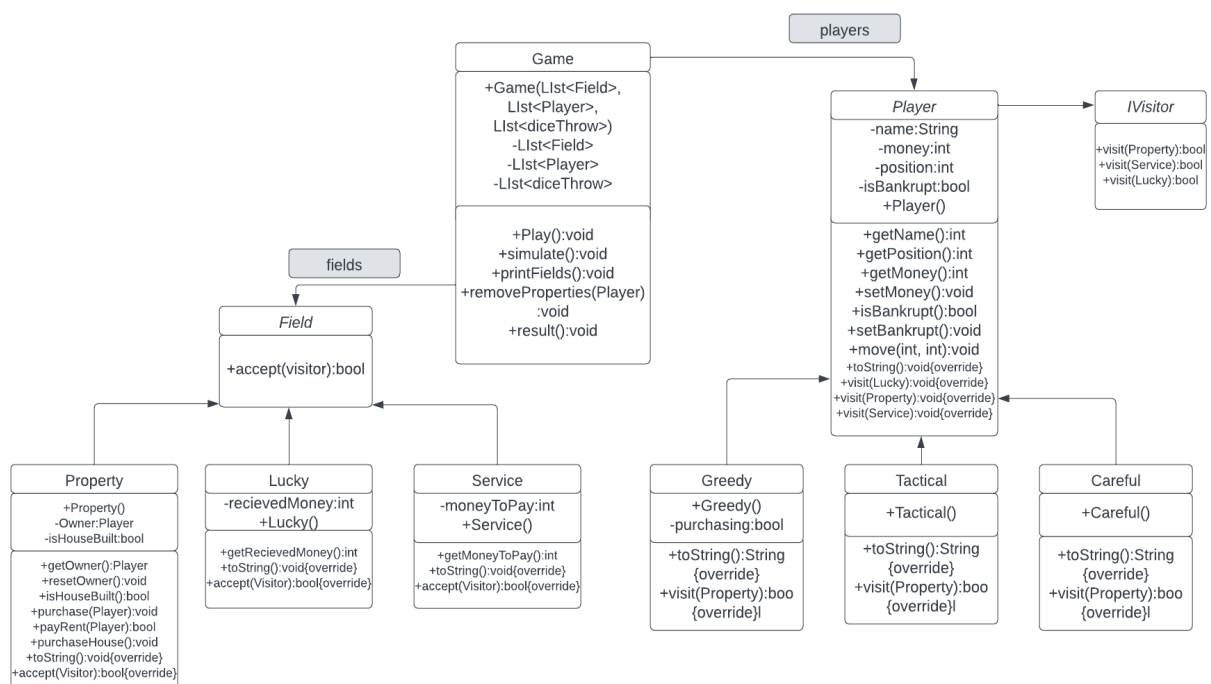 players
Game
+Game(LIst<Field>,
LIst<Player>,
LIst<diceThrow>)
-LIst<Field>
-LIst<Player>
-LIst<diceThrow>
+Play():void
+simulate():void
+printFields():void
+removeProperties(Player)
:void
+result():void
Player
-name:String
-money:int
-position:int
-isBankrupt:bool
+Player()
+getName():int
+getPosition():int
+getMoney():int
+setMoney():void
+isBankrupt():bool
+setBankrupt():void
+move(int, int):void
+toString():void{override}
+visit(Lucky):void{override}
+visit(Property):void{override}
+visit(Service):void{override}
IVisitor
+visit(Property):bool
+visit(Service):bool
+visit(Lucky):bool
fields
Field
+accept(visitor):bool
Property
+Property()
-Owner:Player
-isHouseBuilt:bool
+getOwner():Player
+resetOwner():void
+isHouseBuilt():bool
+purchase(Player):void
+payRent(Player):bool
+purchaseHouse():void
+toString():void{override}
+accept(Visitor):bool{override}
Lucky
-recievedMoney:int
+Lucky()
+getRecievedMoney():int
+toString():void{override}
+accept(Visitor):bool{override}
Service
-moneyToPay:int
+Service()
+getMoneyToPay():int
+toString():void{override}
+accept(Visitor):bool{override}
Greedy
+Greedy()
-purchasing:bool
+toString():String
{override}
+visit(Property):boo
{override}l
Tactical
+Tactical()
+toString():String
{override}
+visit(Property):boo
{override}l
Careful
+Careful()
+toString():String
{override}
+visit(Property):boo
{override}l